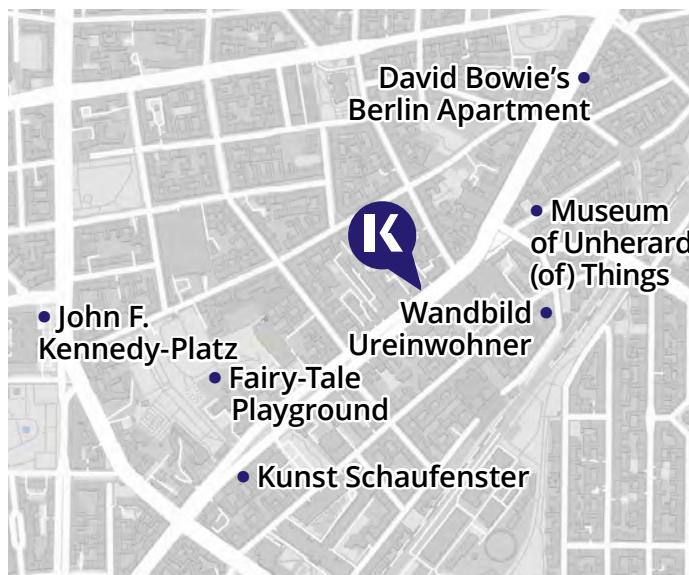 David Bowie’s
Berlin Apartment
Museum
of Unherard
(of) Things
K
Wandbild
Ureinwohner
John F.
Kennedy-Platz
Fairy-Tale
Playground
Kunst Schaufenster